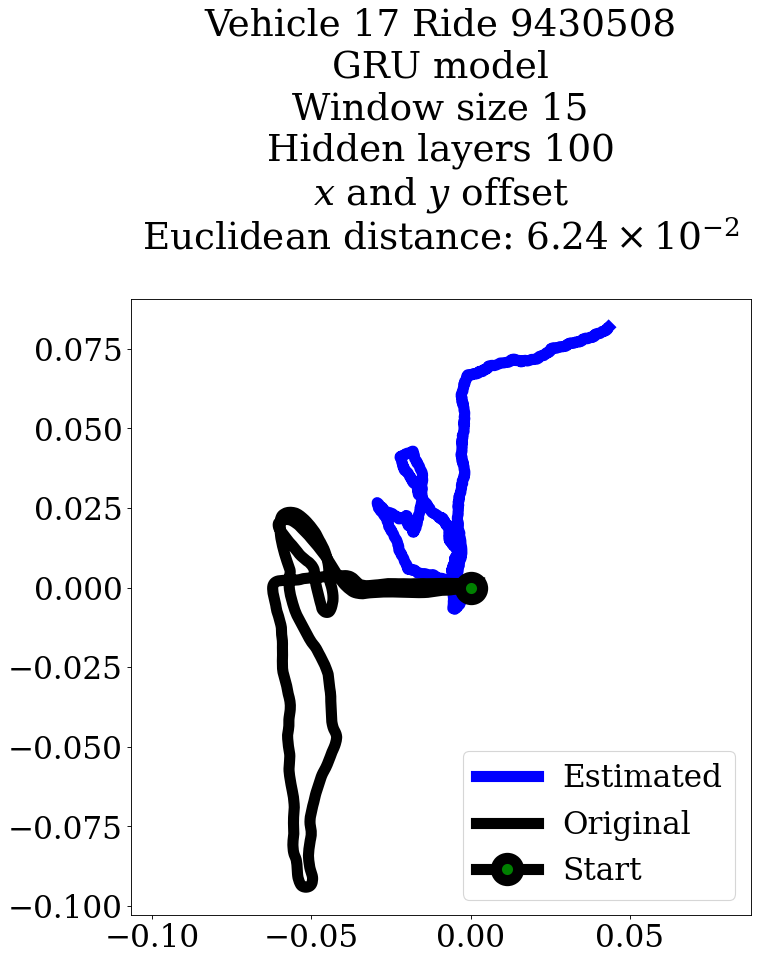 Vehicle 17 Ride 9430508
GRU model
Window size 15
Hidden layers 100
x and y offset
Euclidean distance: 6.24 × 10⁻²
0.075
0.050
0.025
0.000
−0.025
−0.050
−0.075
−0.100
Estimated
Original
Start
−0.10 −0.05 0.00 0.05